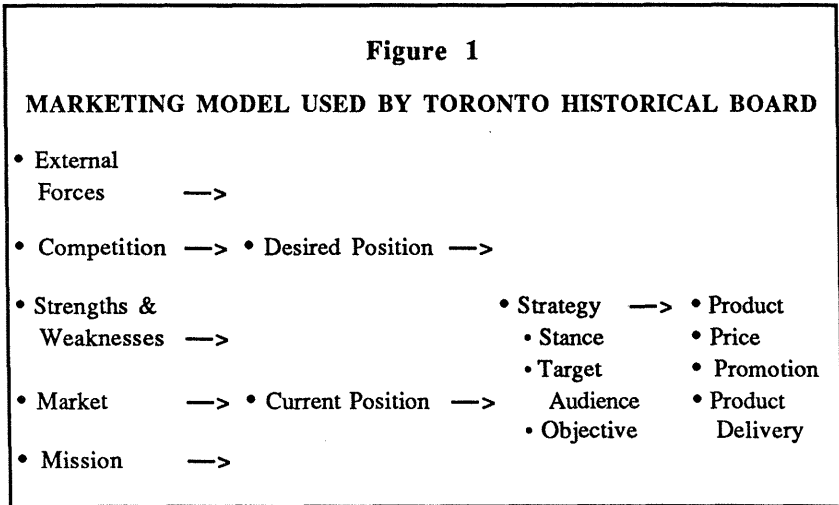 Figure 1
MARKETING MODEL USED BY TORONTO HISTORICAL BOARD
• External
Forces —>
• Competition —> • Desired Position —>
• Strengths & • Strategy —> • Product
Weaknesses —> • Stance • Price
• Target • Promotion
• Market —> • Current Position —> Audience • Product
• Objective Delivery
• Mission —>